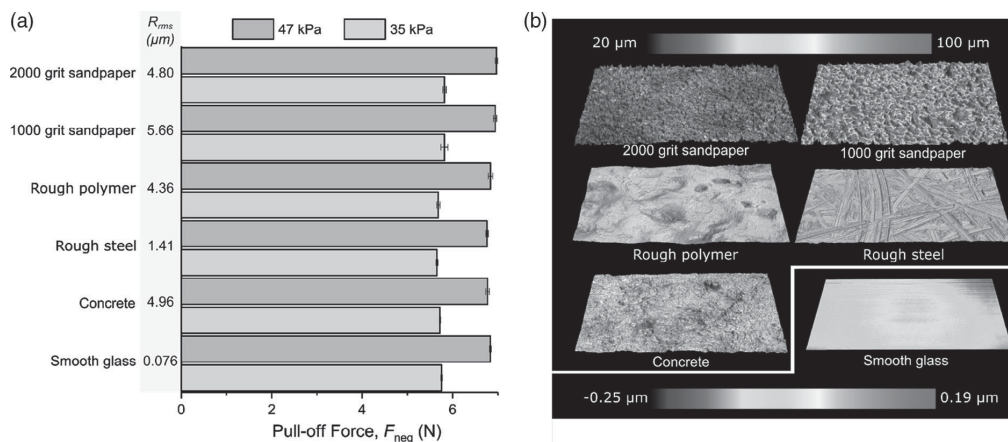 (a)
R_rms
(μm)
47 kPa
35 kPa
2000 grit sandpaper 4.80
1000 grit sandpaper 5.66
Rough polymer 4.36
Rough steel 1.41
Concrete 4.96
Smooth glass 0.076
0 2 4 6
Pull-off Force, F_neg (N)
(b)
20 μm 100 μm
2000 grit sandpaper 1000 grit sandpaper
Rough polymer Rough steel
Concrete Smooth glass
-0.25 μm 0.19 μm